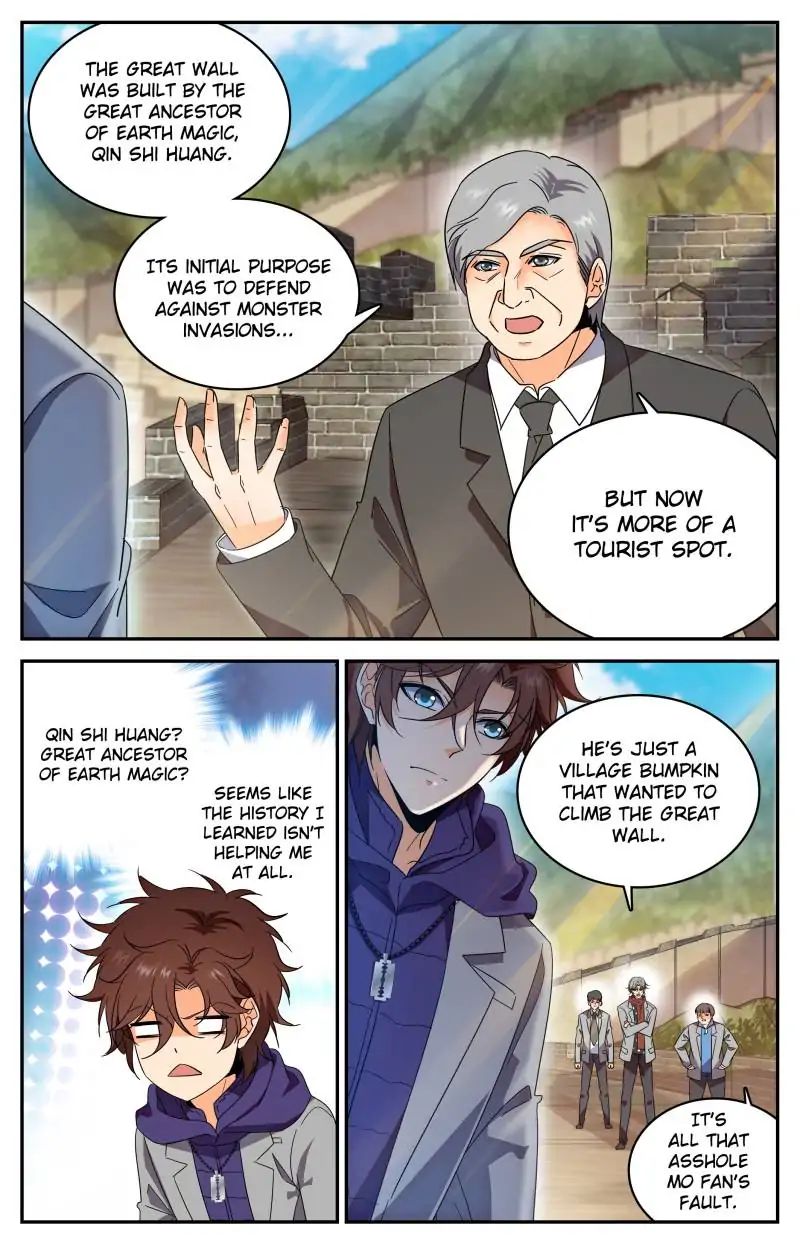 THE GREAT WALL
WAS BUILT BY THE
GREAT ANCESTOR
OF EARTH MAGIC,
QIN SHI HUANG.
ITS INITIAL PURPOSE
WAS TO DEFEND
AGAINST MONSTER
INVASIONS...
BUT NOW
IT'S MORE OF A
TOURIST SPOT.
QIN SHI HUANG?
GREAT ANCESTOR
OF EARTH MAGIC?
SEEMS LIKE
THE HISTORY I
LEARNED ISN'T
HELPING ME
AT ALL.
HE'S JUST A
VILLAGE BUMPKIN
THAT WANTED TO
CLIMB THE GREAT
WALL.
IT'S
ALL THAT
ASSHOLE
MO FAN'S
FAULT.